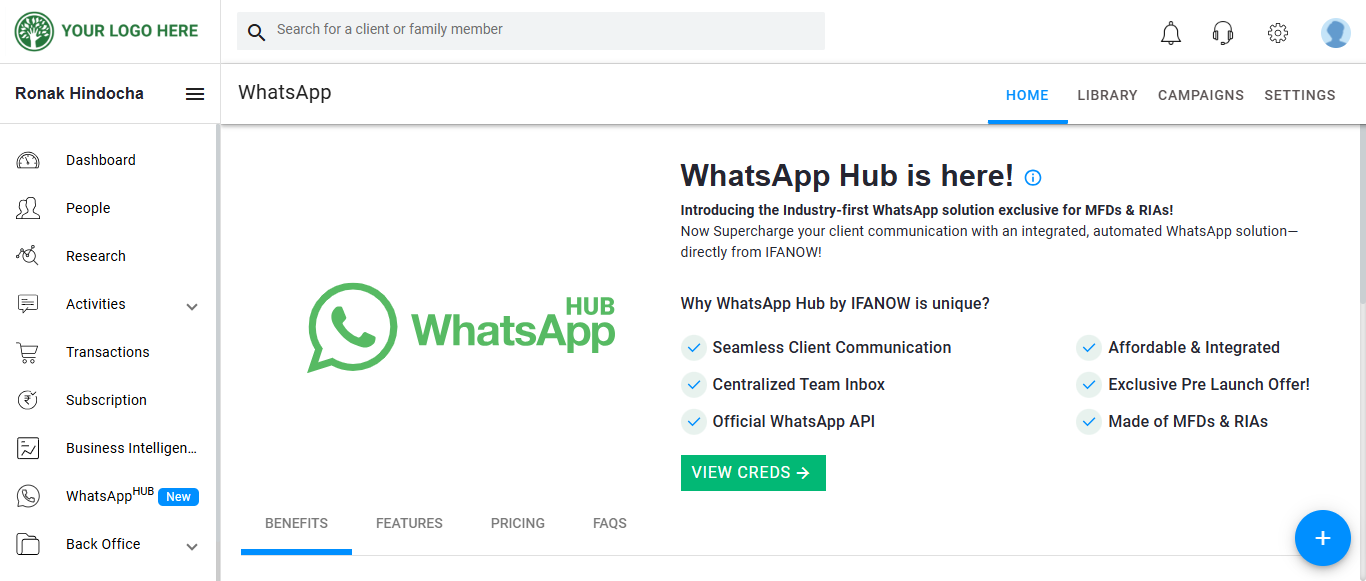 YOUR LOGO HERE
Search for a client or family member
Ronak Hindocha
WhatsApp
HOME
LIBRARY
CAMPAIGNS
SETTINGS
Dashboard
People
Research
Activities
Transactions
Subscription
Business Intelligen...
WhatsAppHUB New
Back Office
WhatsApp HUB
WhatsApp Hub is here!
Introducing the Industry-first WhatsApp solution exclusive for MFDs & RIAs!
Now Supercharge your client communication with an integrated, automated WhatsApp solution—
directly from IFANOW!
Why WhatsApp Hub by IFANOW is unique?
Seamless Client Communication
Affordable & Integrated
Centralized Team Inbox
Exclusive Pre Launch Offer!
Official WhatsApp API
Made of MFDs & RIAs
VIEW CREDS →
BENEFITS
FEATURES
PRICING
FAQS